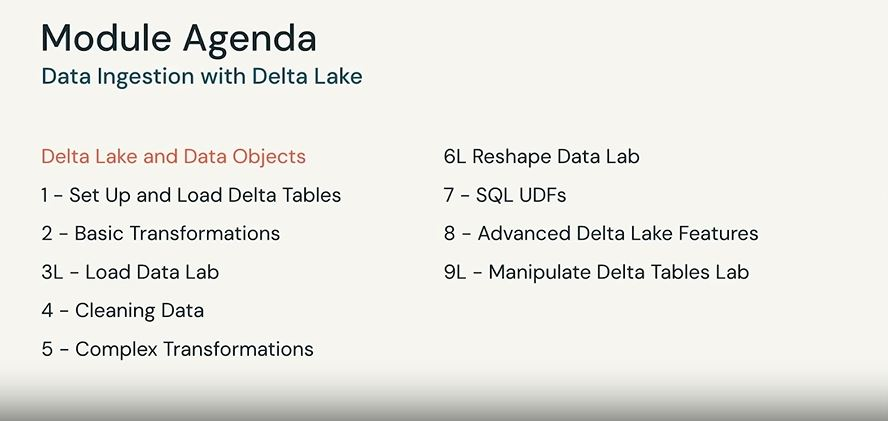 Module Agenda
Data Ingestion with Delta Lake
Delta Lake and Data Objects
1 – Set Up and Load Delta Tables
2 – Basic Transformations
3L – Load Data Lab
4 – Cleaning Data
5 – Complex Transformations
6L Reshape Data Lab
7 – SQL UDFs
8 – Advanced Delta Lake Features
9L – Manipulate Delta Tables Lab